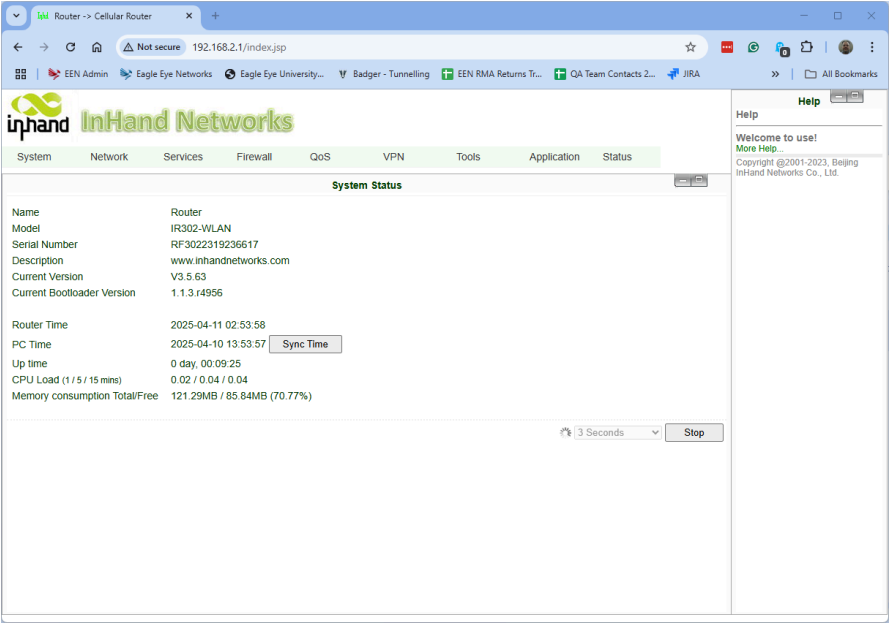 Router -> Cellular Router
Not secure 192.168.2.1/index.jsp
0
EEN Admin Eagle Eye Networks Eagle Eye University... Badger - Tunnelling EEN RMA Returns Tr... QA Team Contacts 2... JIRA » All Bookmarks
inhand InHand Networks
System Network Services Firewall QoS VPN Tools Application Status
System Status
Name Router
Model IR302-WLAN
Serial Number RF3022319236617
Description www.inhandnetworks.com
Current Version V3.5.63
Current Bootloader Version 1.1.3.r4956
Router Time 2025-04-11 02:53:58
PC Time 2025-04-10 13:53:57 Sync Time
Up time 0 day, 00:09:25
CPU Load (1 / 5 / 15 mins) 0.02 / 0.04 / 0.04
Memory consumption Total/Free 121.29MB / 85.84MB (70.77%)
3 Seconds Stop
Help
Help
Welcome to use!
More Help...
Copyright @2001-2023, Beijing
InHand Networks Co., Ltd.